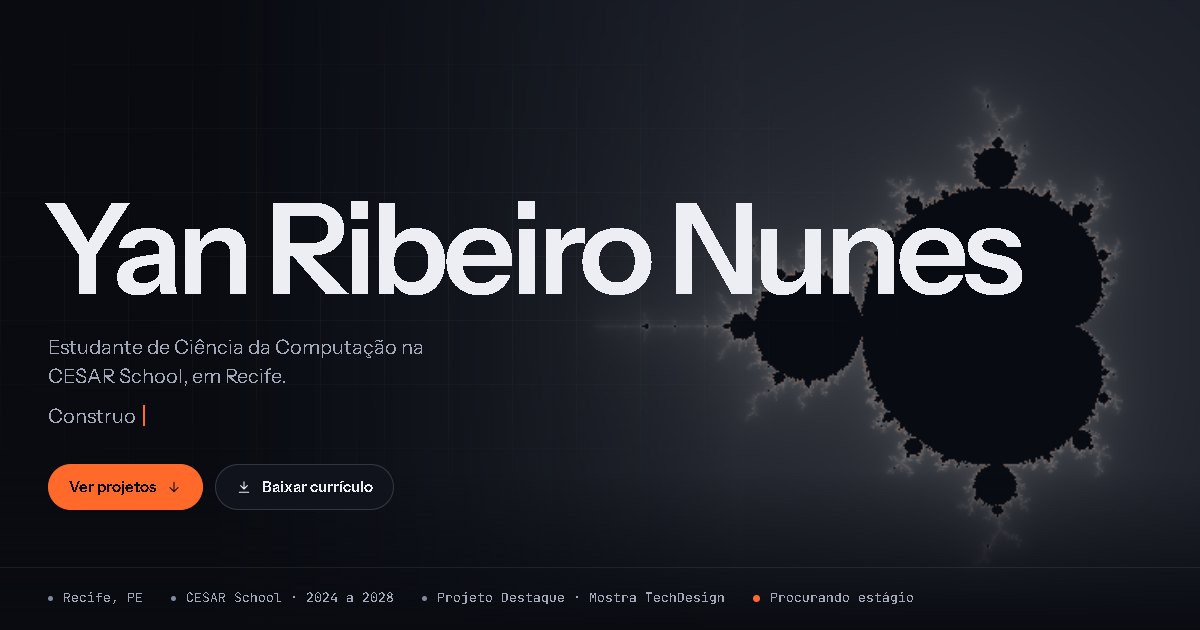 Yan Ribeiro Nunes
Estudante de Ciência da Computação na
CESAR School, em Recife.
Construo
Ver projetos ↓
Baixar currículo
Recife, PE
CESAR School · 2024 a 2028
Projeto Destaque · Mostra TechDesign
Procurando estágio